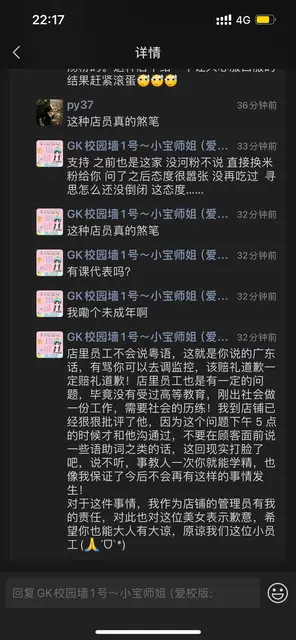 22:17
4G
详情
结果赶紧滚蛋😓😓😓
py37
36分钟前
这种店员真的煞笔
GK校园墙1号～小宝师姐 (爱...
33分钟前
支持 之前也是这家 没河粉不说 直接换米
粉给你 问了之后态度很嚣张 没再吃过 寻
思怎么还没倒闭 这态度……
GK校园墙1号～小宝师姐 (爱...
32分钟前
这种店员真的煞笔
GK校园墙1号～小宝师姐 (爱...
32分钟前
有课代表吗?
GK校园墙1号～小宝师姐 (爱...
32分钟前
我嘞个未成年啊
GK校园墙1号～小宝师姐 (爱...
32分钟前
店里员工不会说粤语，这就是你说的广东
话，有骂你可以去调监控，该赔礼道歉一
定赔礼道歉！店里员工也是有一定的问
题，毕竟没有受过高等教育，刚出社会做
一份工作，需要社会的历练！我到店铺已
经狠狠批评了他，因为这个问题下午 5 点
的时候才和他沟通过，不要在顾客面前说
一些语助词之类的话，这回现实打脸了
吧，说不听，事教人一次你就能学精，也
像我保证了今后不会再有这样的事情发
生！
对于这件事情，我作为店铺的管理员有我
的责任，对此也对这位美女表示歉意，希
望你也能大人有大谅，原谅我们这位小员
工(🙏ˊᗜˋ*)
回复GK校园墙1号～小宝师姐 (爱校版: